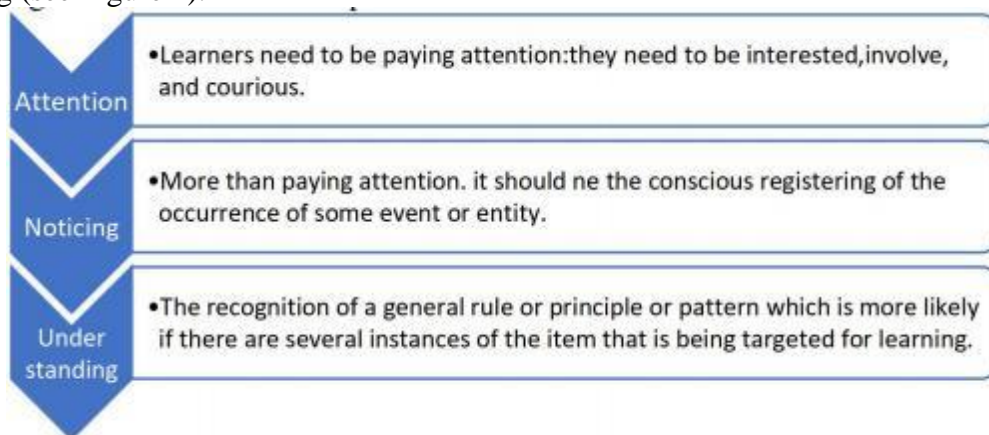 Attention
•Learners need to be paying attention:they need to be interested,involve,
and courious.
Noticing
•More than paying attention. it should ne the conscious registering of the
occurrence of some event or entity.
Under
standing
•The recognition of a general rule or principle or pattern which is more likely
if there are several instances of the item that is being targeted for learning.